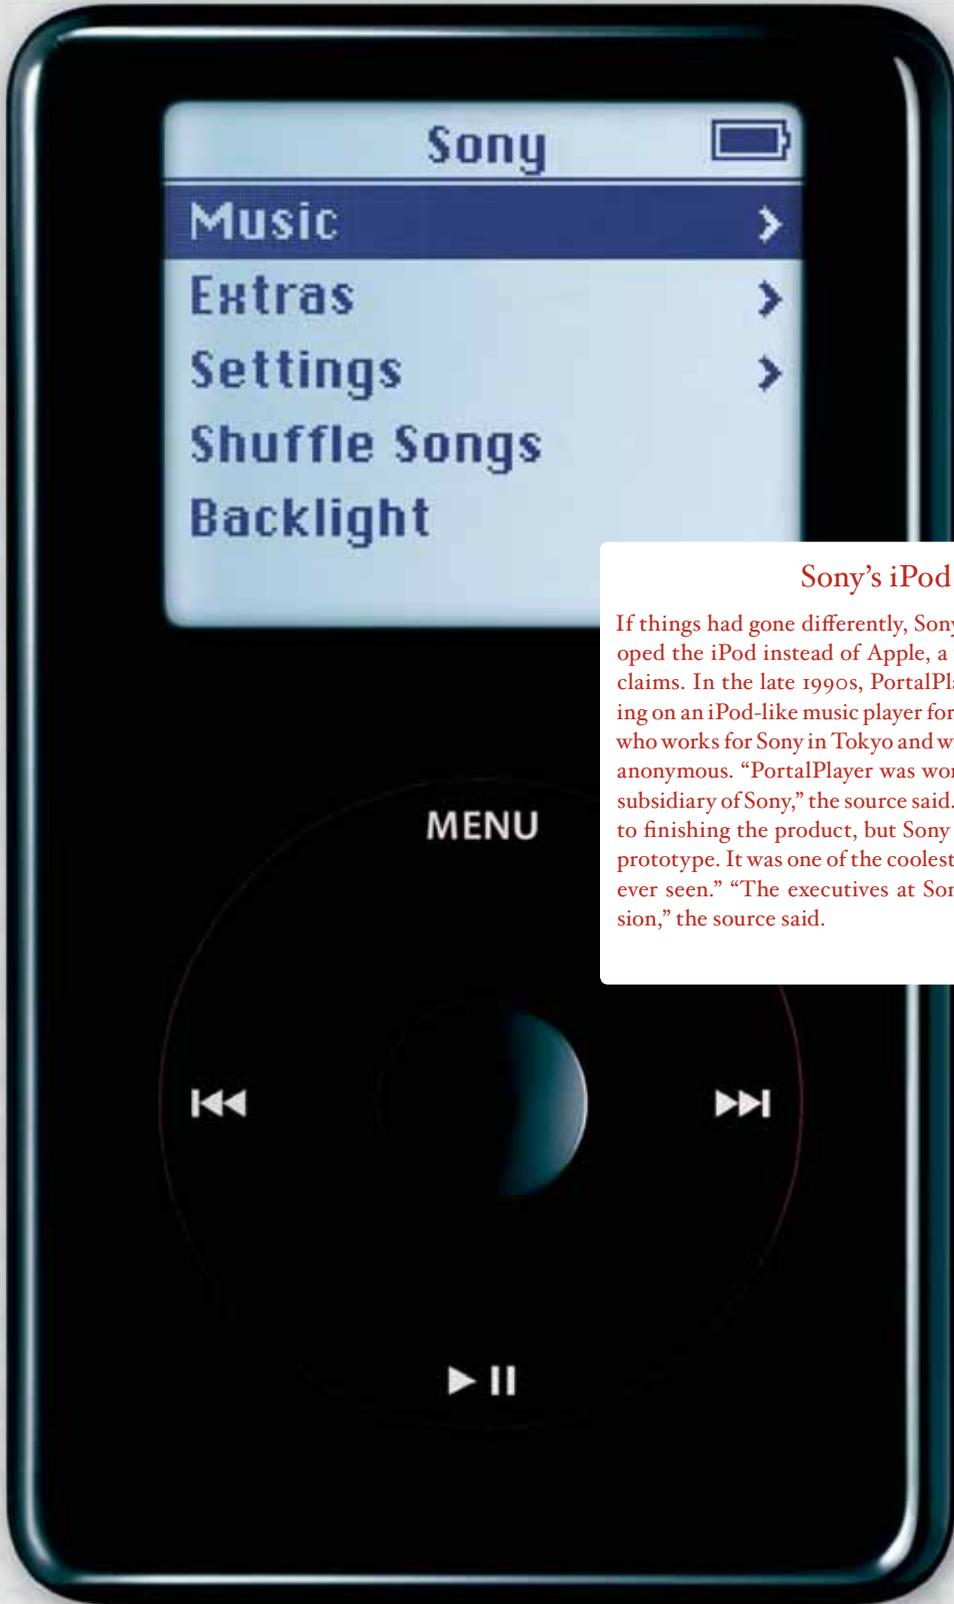 Sony
Music
Extras
Settings
Shuffle Songs
Backlight
Sony’s iPod
If things had gone differently, Sony
oped the iPod instead of Apple, a
claims. In the late 1990s, PortalPla
ing on an iPod-like music player for
who works for Sony in Tokyo and w
anonymous. “PortalPlayer was wor
subsidiary of Sony,” the source said.
to finishing the product, but Sony
prototype. It was one of the coolest
ever seen.” “The executives at Son
sion,” the source said.
MENU